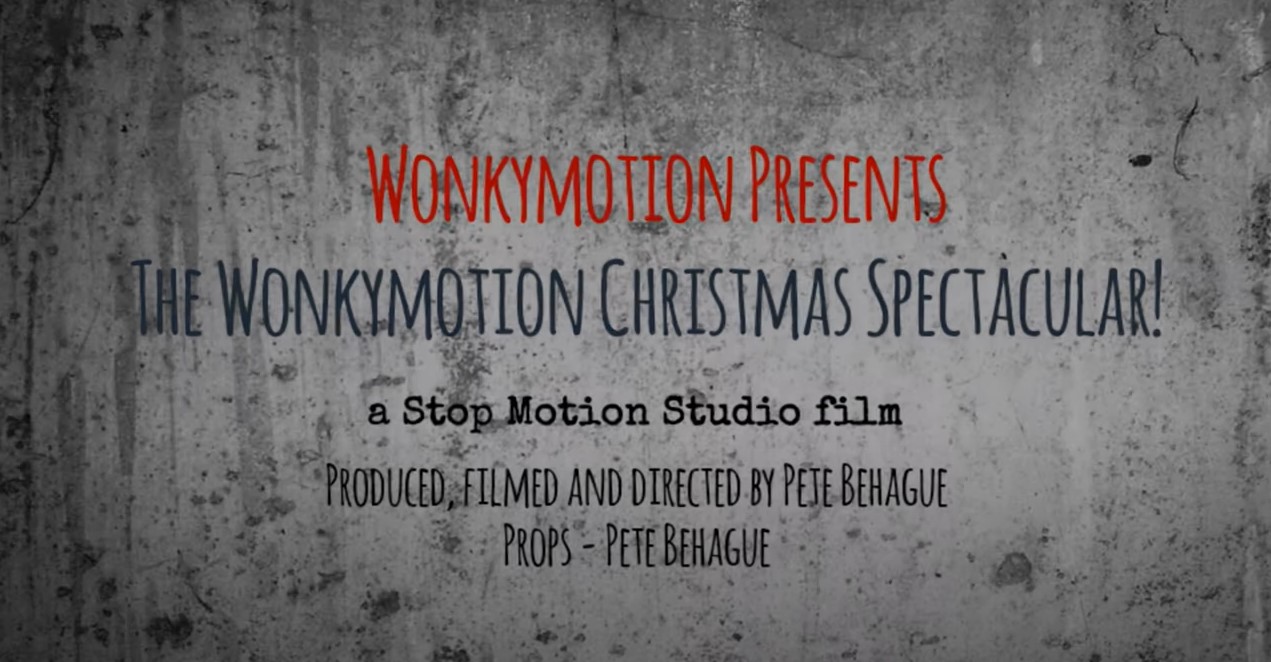 Wonkymotion Presents
The Wonkymotion Christmas Spectacular!
a Stop Motion Studio film
Produced, filmed and directed by Pete Behague
Props - Pete Behague